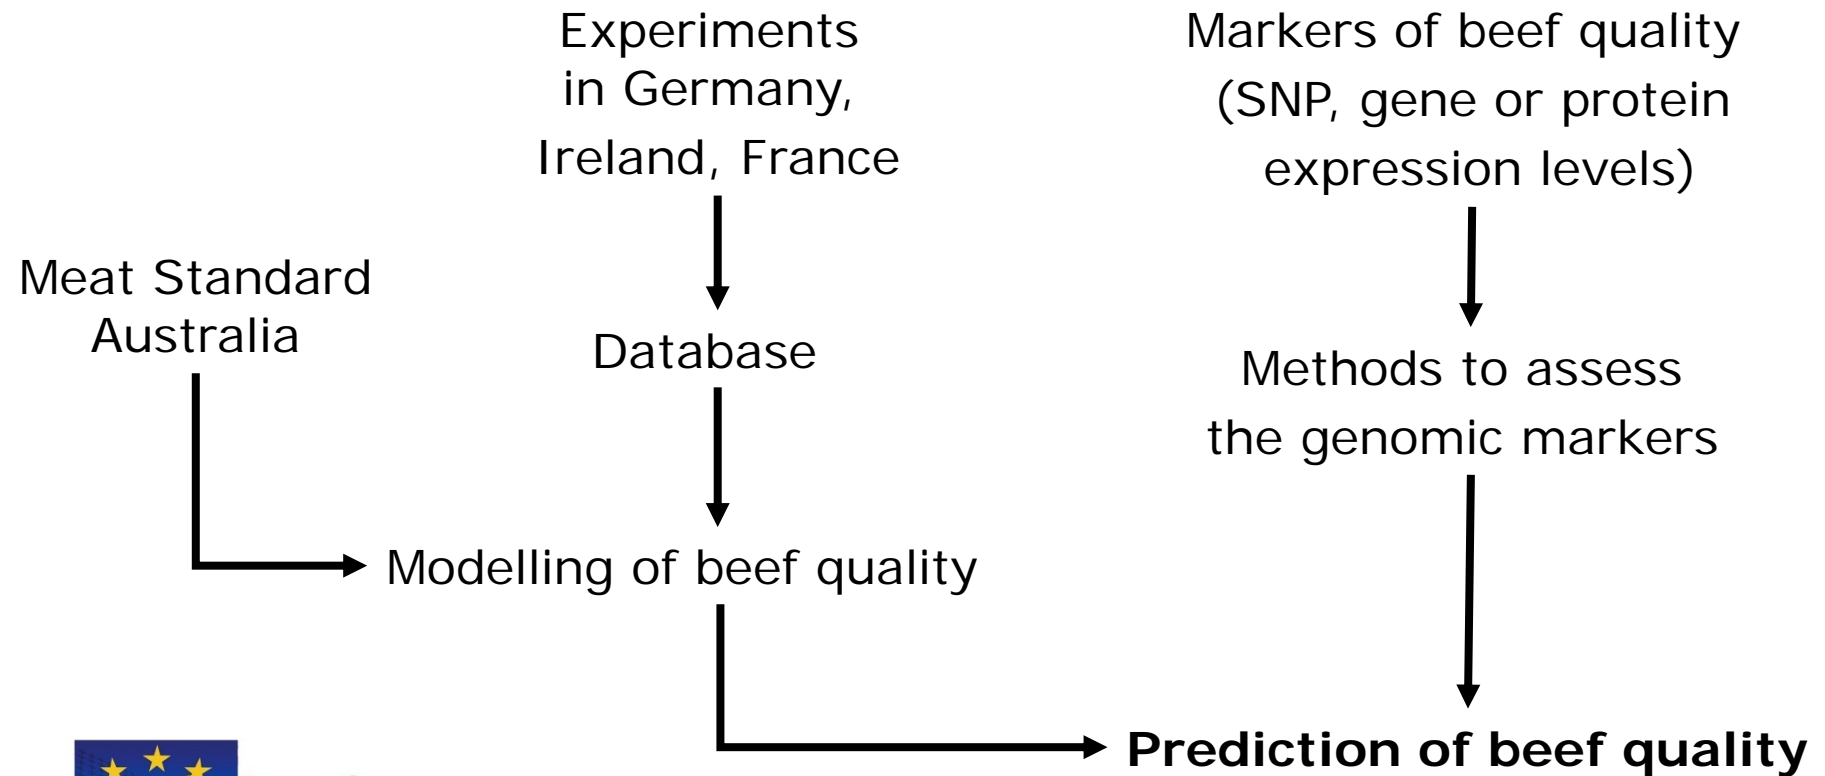 Experiments
in Germany,
Ireland, France
Markers of beef quality
(SNP, gene or protein
expression levels)
Meat Standard
Australia
Database
Methods to assess
the genomic markers
Modelling of beef quality
Prediction of beef quality